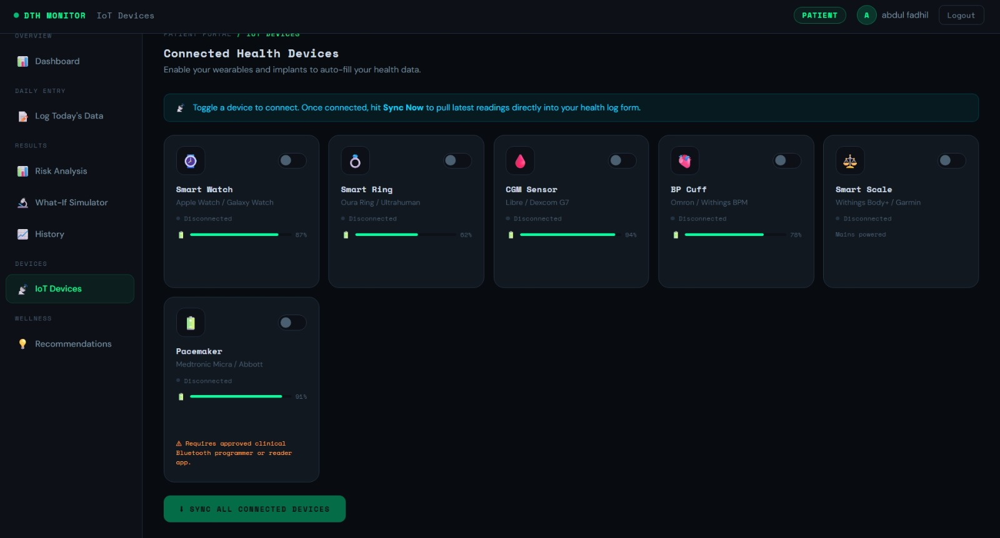 DTH MONITOR
IoT Devices
PATIENT
A
abdul fadhil
Logout
OVERVIEW
Dashboard
DAILY ENTRY
Log Today's Data
RESULTS
Risk Analysis
What-If Simulator
History
DEVICES
IoT Devices
WELLNESS
Recommendations
PATIENT PORTAL / IOT DEVICES
Connected Health Devices
Enable your wearables and implants to auto-fill your health data.
Toggle a device to connect. Once connected, hit Sync Now to pull latest readings directly into your health log form.
Smart Watch
Apple Watch / Galaxy Watch
Disconnected
87%
Smart Ring
Oura Ring / Ultrahuman
Disconnected
62%
CGM Sensor
Libre / Dexcom G7
Disconnected
94%
BP Cuff
Omron / Withings BPM
Disconnected
78%
Smart Scale
Withings Body+ / Garmin
Disconnected
Mains powered
Pacemaker
Medtronic Micra / Abbott
Disconnected
91%
⚠ Requires approved clinical
Bluetooth programmer or reader
app.
⬇ SYNC ALL CONNECTED DEVICES